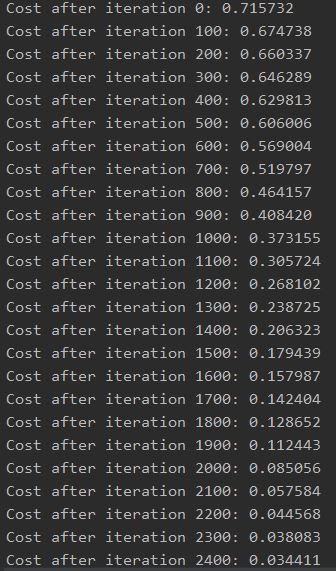 Cost after iteration 0: 0.715732
Cost after iteration 100: 0.674738
Cost after iteration 200: 0.660337
Cost after iteration 300: 0.646289
Cost after iteration 400: 0.629813
Cost after iteration 500: 0.606006
Cost after iteration 600: 0.569004
Cost after iteration 700: 0.519797
Cost after iteration 800: 0.464157
Cost after iteration 900: 0.408420
Cost after iteration 1000: 0.373155
Cost after iteration 1100: 0.305724
Cost after iteration 1200: 0.268102
Cost after iteration 1300: 0.238725
Cost after iteration 1400: 0.206323
Cost after iteration 1500: 0.179439
Cost after iteration 1600: 0.157987
Cost after iteration 1700: 0.142404
Cost after iteration 1800: 0.128652
Cost after iteration 1900: 0.112443
Cost after iteration 2000: 0.085056
Cost after iteration 2100: 0.057584
Cost after iteration 2200: 0.044568
Cost after iteration 2300: 0.038083
Cost after iteration 2400: 0.034411